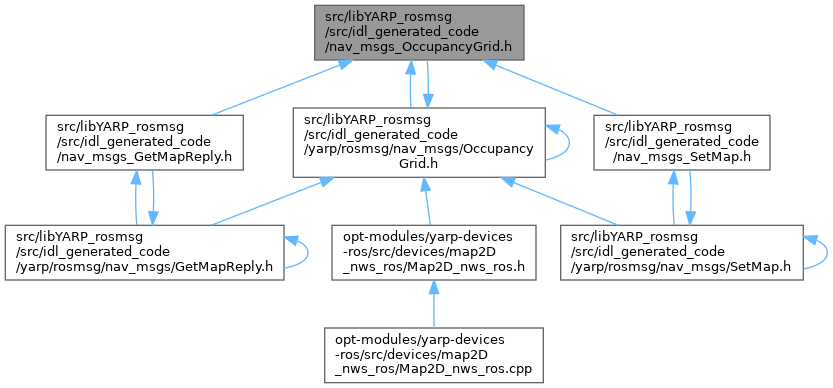 src/libYARP_rosmsg
/src/idl_generated_code
/nav_msgs_OccupancyGrid.h
src/libYARP_rosmsg
/src/idl_generated_code
/nav_msgs_GetMapReply.h
src/libYARP_rosmsg
/src/idl_generated_code
/yarp/rosmsg/nav_msgs/Occupancy
Grid.h
src/libYARP_rosmsg
/src/idl_generated_code
/nav_msgs_SetMap.h
src/libYARP_rosmsg
/src/idl_generated_code
/yarp/rosmsg/nav_msgs/GetMapReply.h
opt-modules/yarp-devices
-ros/src/devices/map2D
_nws_ros/Map2D_nws_ros.h
src/libYARP_rosmsg
/src/idl_generated_code
/yarp/rosmsg/nav_msgs/SetMap.h
opt-modules/yarp-devices
-ros/src/devices/map2D
_nws_ros/Map2D_nws_ros.cpp